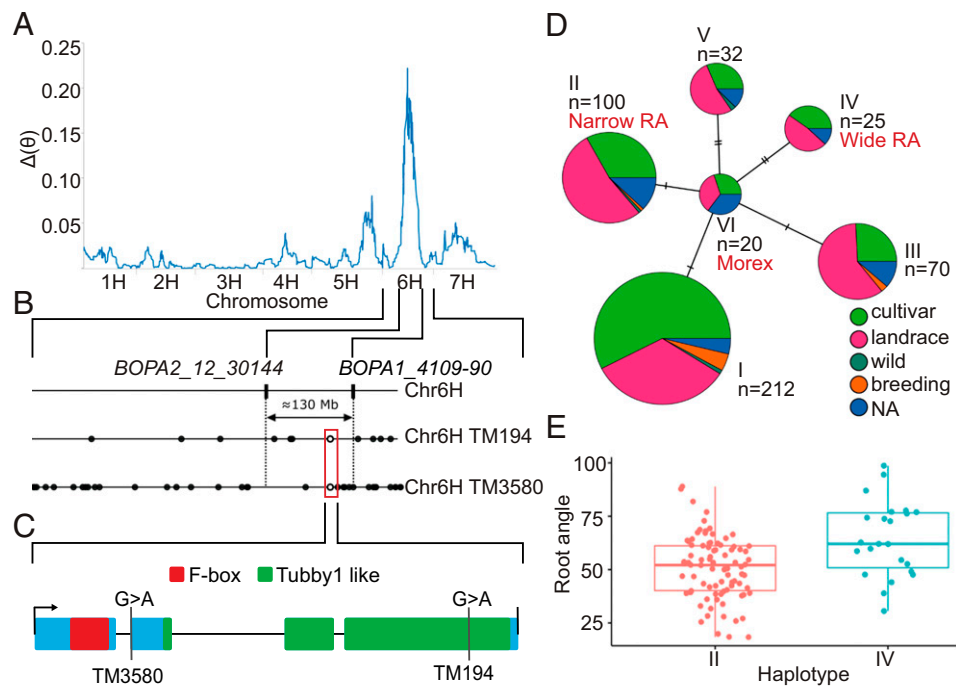 A
0.25
0.20
0.15
0.10
0.05
Δ(θ)
1H 2H 3H 4H 5H 6H 7H
Chromosome
B
BOPA2_12_30144 BOPA1_4109-90
Chr6H
≈130 Mb
Chr6H TM194
Chr6H TM3580
C
F-box Tubby1 like
G>A G>A
TM3580 TM194
D
V
n=32
II
n=100
Narrow RA
IV
n=25
Wide RA
VI
n=20
Morex
III
n=70
I
n=212
cultivar
landrace
wild
breeding
NA
E
100
75
50
25
Root angle
II IV
Haplotype